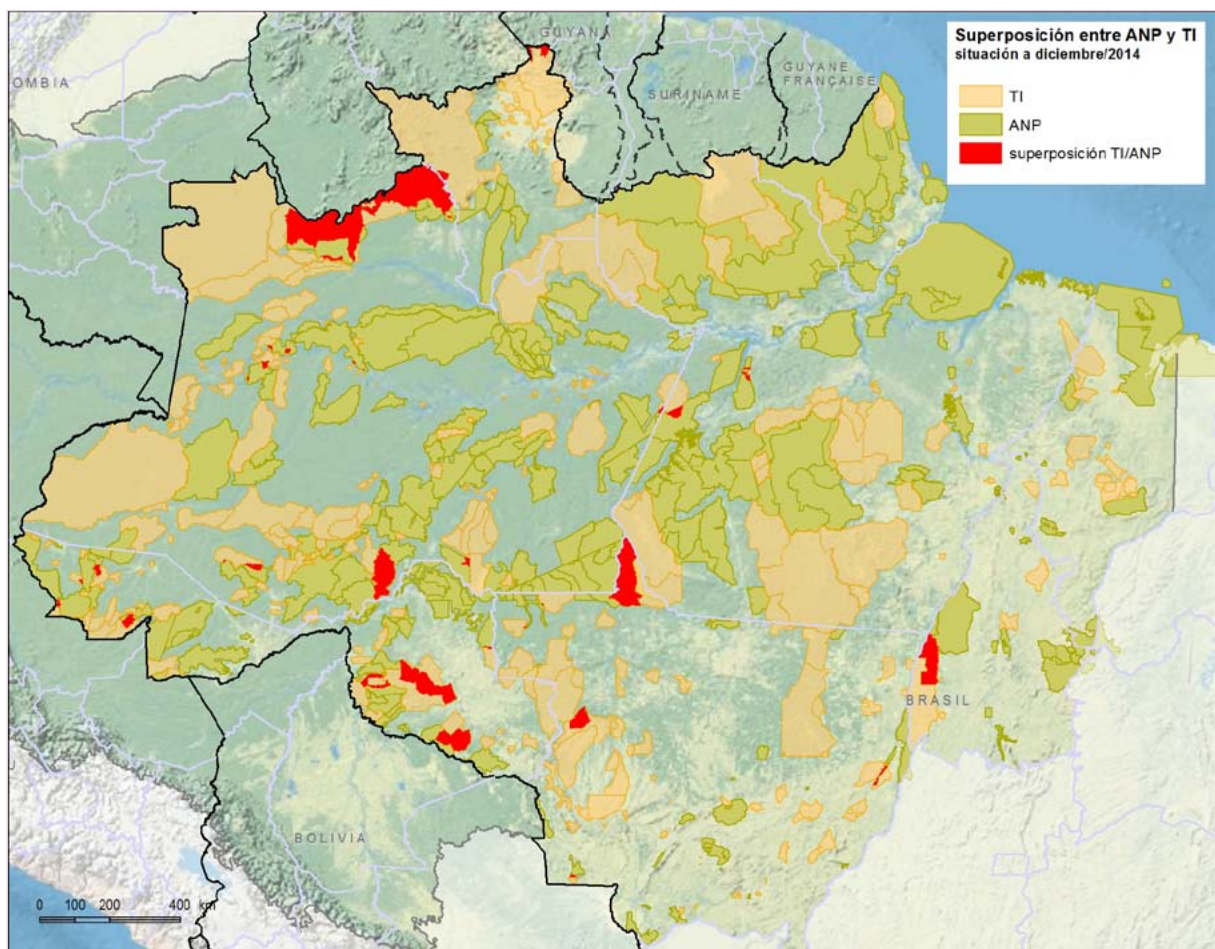 Superposición entre ANP y TI
situación a diciembre/2014
TI
ANP
superposición TI/ANP
GUYANA
GUYANE
FRANÇAISE
SURINAME
OMBIA
BRASIL
BOLIVIA
0 100 200 400 km